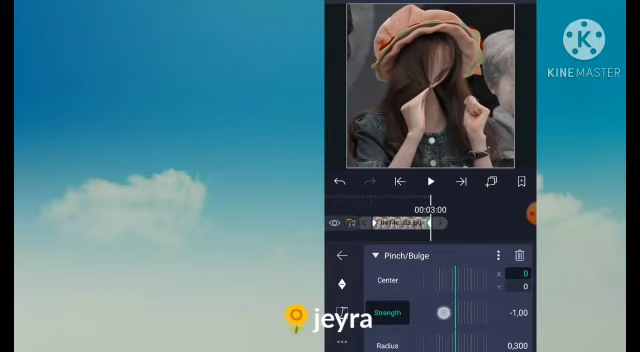 K
KINEMASTER
00:03:00
Pinch/Bulge
Center
X:
0
Y:
0
Strength
-1,00
jeyra
Radius
0,300